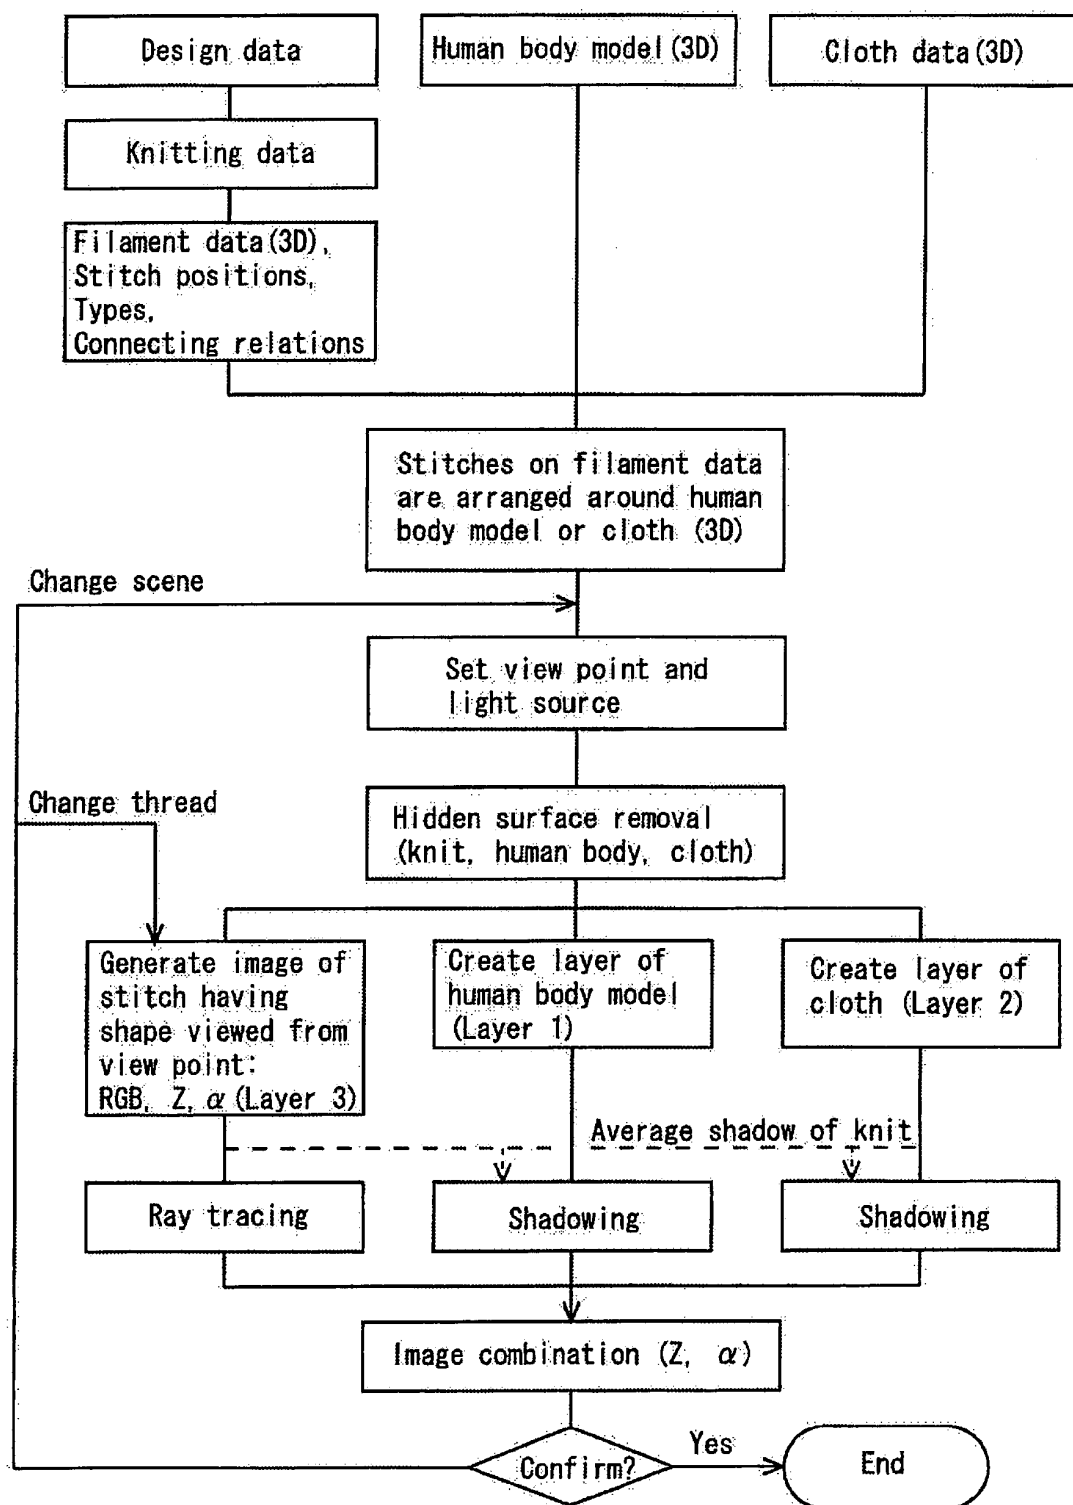 Design data
Human body model(3D)
Cloth data(3D)
Knitting data
Filament data(3D),
Stitch positions,
Types,
Connecting relations
Stitches on filament data
are arranged around human
body model or cloth (3D)
Change scene
Set view point and
light source
Change thread
Hidden surface removal
(knit, human body, cloth)
Generate image of
stitch having
shape viewed from
view point:
RGB, Z, α(Layer 3)
Create layer of
human body model
(Layer 1)
Create layer of
cloth (Layer 2)
Average shadow of knit
Ray tracing
Shadowing
Shadowing
Image combination (Z, α)
Confirm?
Yes
End